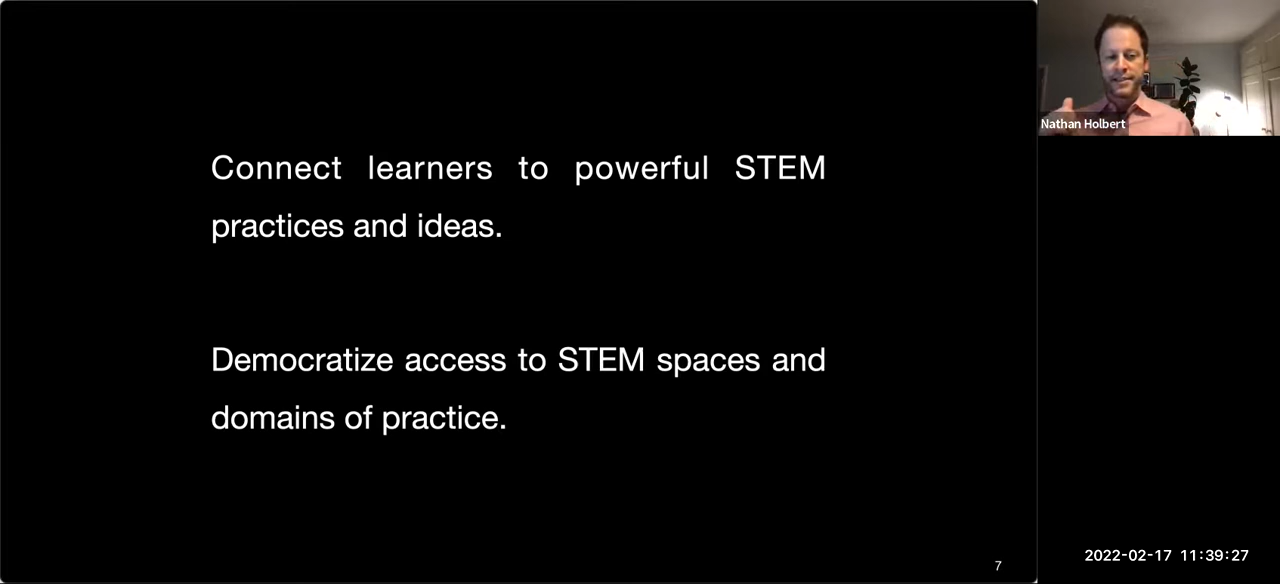 Connect learners to powerful STEM
practices and ideas.
Democratize access to STEM spaces and
domains of practice.
7
Nathan Holbert
2022-02-17 11:39:27